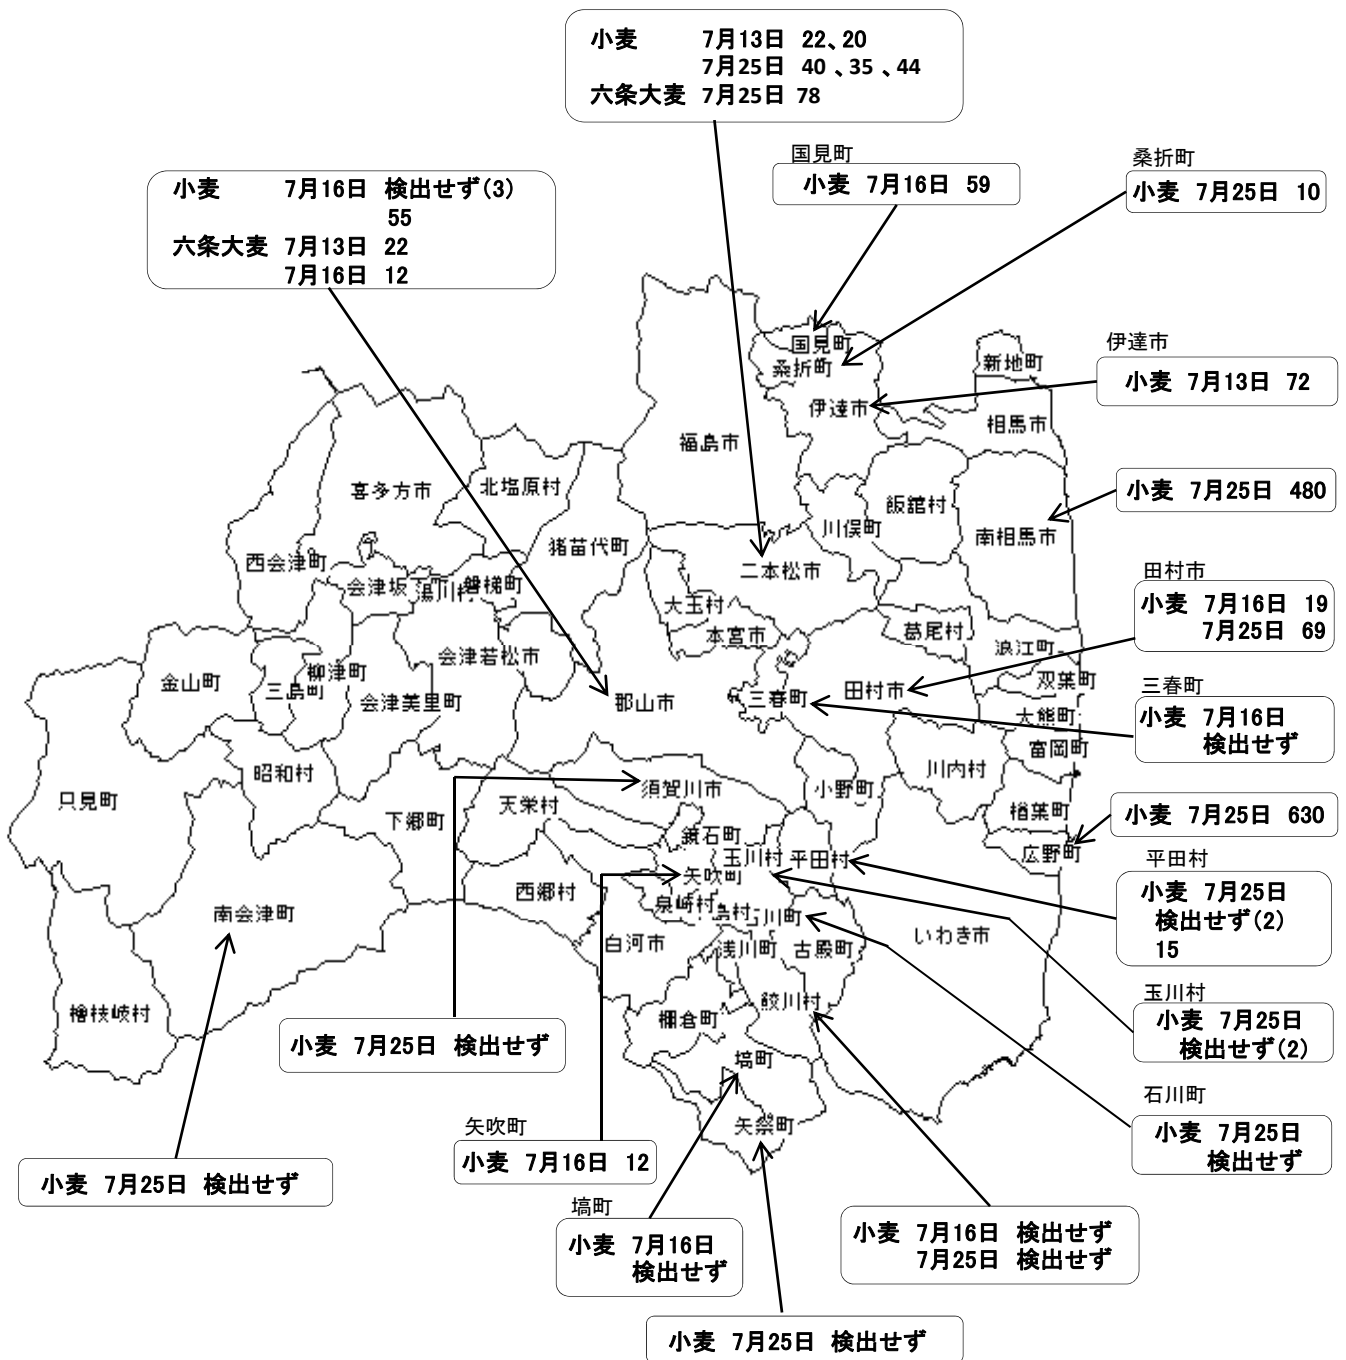 小麦 7月13日 22、20
7月25日 40、35、44
六条大麦 7月25日 78
国見町
小麦 7月16日 59
桑折町
小麦 7月25日 10
小麦 7月16日 検出せず(3)
55
六条大麦 7月13日 22
7月16日 12
伊達市
小麦 7月13日 72
小麦 7月25日 480
田村市
小麦 7月16日 19
7月25日 69
三春町
小麦 7月16日
検出せず
小麦 7月25日 630
平田村
小麦 7月25日
検出せず(2)
15
玉川村
小麦 7月25日
検出せず(2)
石川町
小麦 7月25日
検出せず
国見町
桑折町
新地町
伊達市
相馬市
福島市
喜多方市
北塩原村
飯舘村
川俣町
南相馬市
猪苗代町
西会津町
二本松市
会津坂下町
湯川村
磐梯町
大玉村
本宮市
葛尾村
浪江町
会津若松市
柳津町
金山町
三島町
会津美里町
郡山市
三春町
田村市
双葉町
大熊町
富岡町
昭和村
川内村
只見町
須賀川市
小野町
天栄村
下郷町
楢葉町
鏡石町
広野町
玉川村
平田村
矢吹町
西郷村
泉崎村
島村
石川町
南会津町
白河市
浅川町
古殿町
いわき市
檜枝岐村
棚倉町
鮫川村
塙町
矢祭町
小麦 7月25日 検出せず
矢吹町
小麦 7月16日 12
小麦 7月25日 検出せず
塙町
小麦 7月16日
検出せず
小麦 7月16日 検出せず
7月25日 検出せず
小麦 7月25日 検出せず